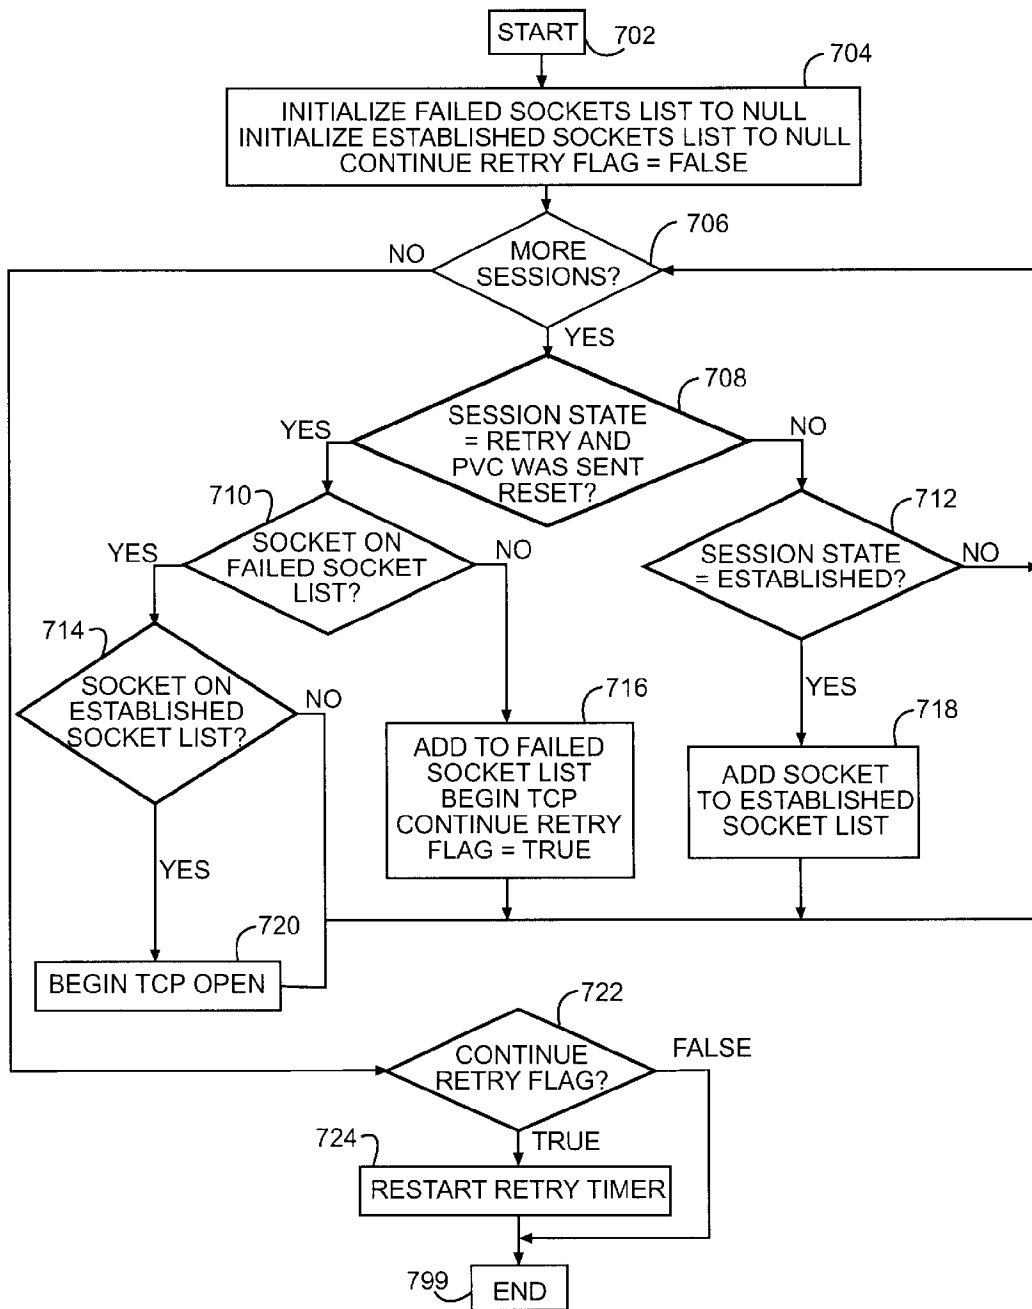 START
702
704
INITIALIZE FAILED SOCKETS LIST TO NULL
INITIALIZE ESTABLISHED SOCKETS LIST TO NULL
CONTINUE RETRY FLAG = FALSE
706
NO
MORE
SESSIONS?
YES
708
SESSION STATE
= RETRY AND
PVC WAS SENT
RESET?
YES
NO
710
SOCKET ON
FAILED SOCKET
LIST?
YES
NO
712
SESSION STATE
= ESTABLISHED?
NO
YES
714
SOCKET ON
ESTABLISHED
SOCKET LIST?
NO
YES
716
ADD TO FAILED
SOCKET LIST
BEGIN TCP
CONTINUE RETRY
FLAG = TRUE
718
ADD SOCKET
TO ESTABLISHED
SOCKET LIST
720
BEGIN TCP OPEN
722
CONTINUE
RETRY FLAG?
FALSE
TRUE
724
RESTART RETRY TIMER
799
END